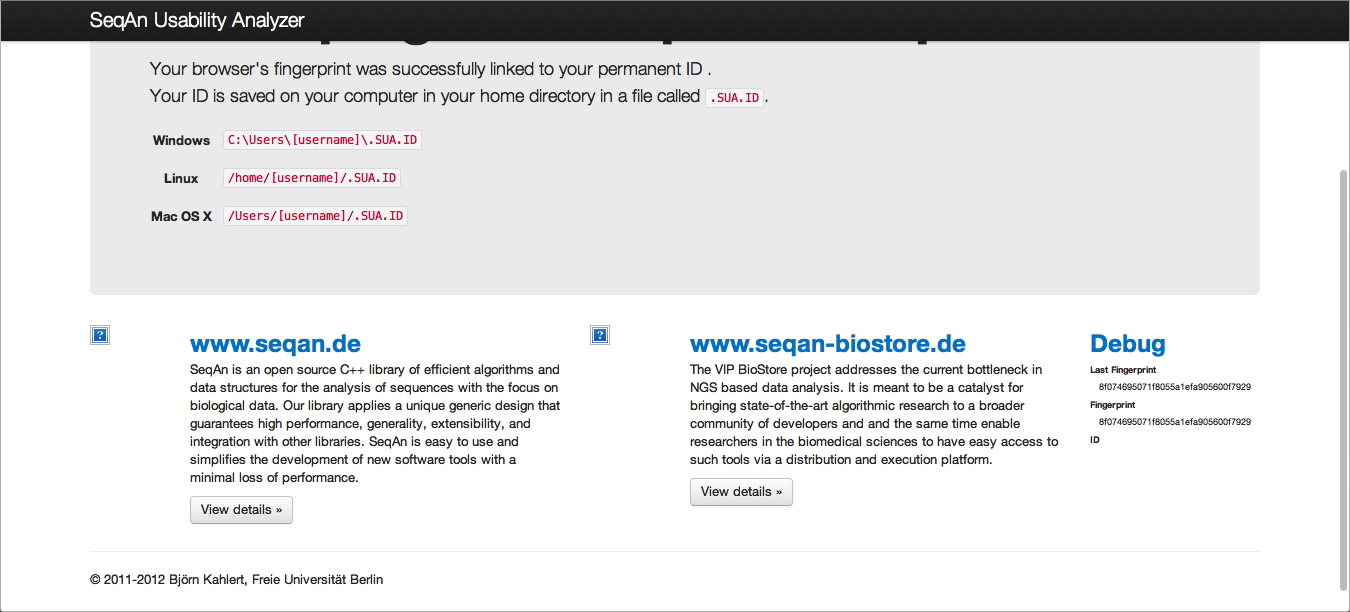 SeqAn Usability Analyzer
Your browser's fingerprint was successfully linked to your permanent ID .
Your ID is saved on your computer in your home directory in a file called .SUA.ID .
Windows C:\Users\[username]\.SUA.ID
Linux /home/[username]/.SUA.ID
Mac OS X /Users/[username]/.SUA.ID
www.seqan.de
SeqAn is an open source C++ library of efficient algorithms and
data structures for the analysis of sequences with the focus on
biological data. Our library applies a unique generic design that
guarantees high performance, generality, extensibility, and
integration with other libraries. SeqAn is easy to use and
simplifies the development of new software tools with a
minimal loss of performance.
View details »
www.seqan-biostore.de
The VIP BioStore project addresses the current bottleneck in
NGS based data analysis. It is meant to be a catalyst for
bringing state-of-the-art algorithmic research to a broader
community of developers and and the same time enable
researchers in the biomedical sciences to have easy access to
such tools via a distribution and execution platform.
View details »
Debug
Last Fingerprint
8f074695071f8055a1efa905600f7929
Fingerprint
8f074695071f8055a1efa905600f7929
ID
© 2011-2012 Björn Kahlert, Freie Universität Berlin